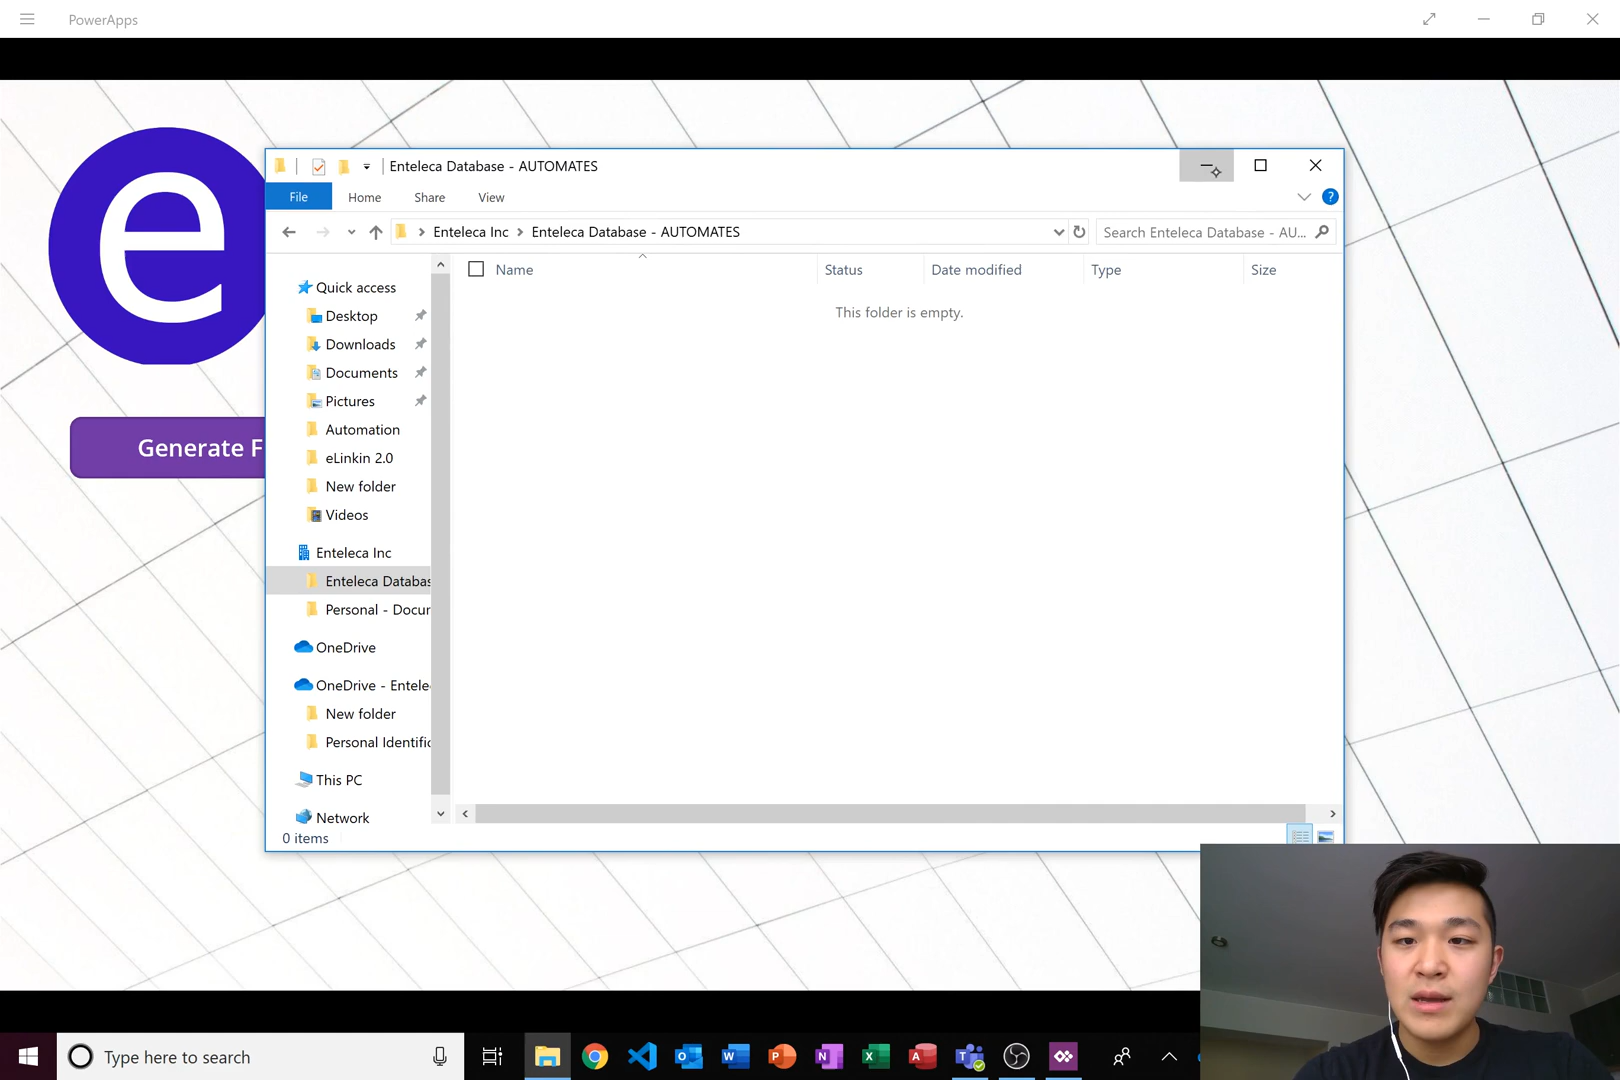 PowerApps
e
Generate F
Enteleca Database - AUTOMATES
File Home Share View
Enteleca Inc Enteleca Database - AUTOMATES
Search Enteleca Database - AU...
Name Status Date modified Type Size
This folder is empty.
Quick access
Desktop
Downloads
Documents
Pictures
Automation
eLinkin 2.0
New folder
Videos
Enteleca Inc
Enteleca Databas
Personal - Docur
OneDrive
OneDrive - Entele
New folder
Personal Identific
This PC
Network
0 items
Type here to search